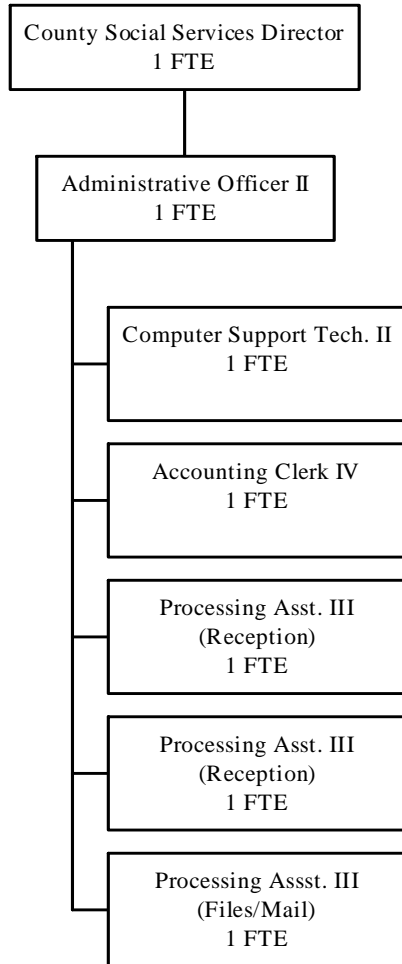 County Social Services Director
1 FTE
Administrative Officer II
1 FTE
Computer Support Tech. II
1 FTE
Accounting Clerk IV
1 FTE
Processing Asst. III
(Reception)
1 FTE
Processing Asst. III
(Reception)
1 FTE
Processing Assst. III
(Files/Mail)
1 FTE